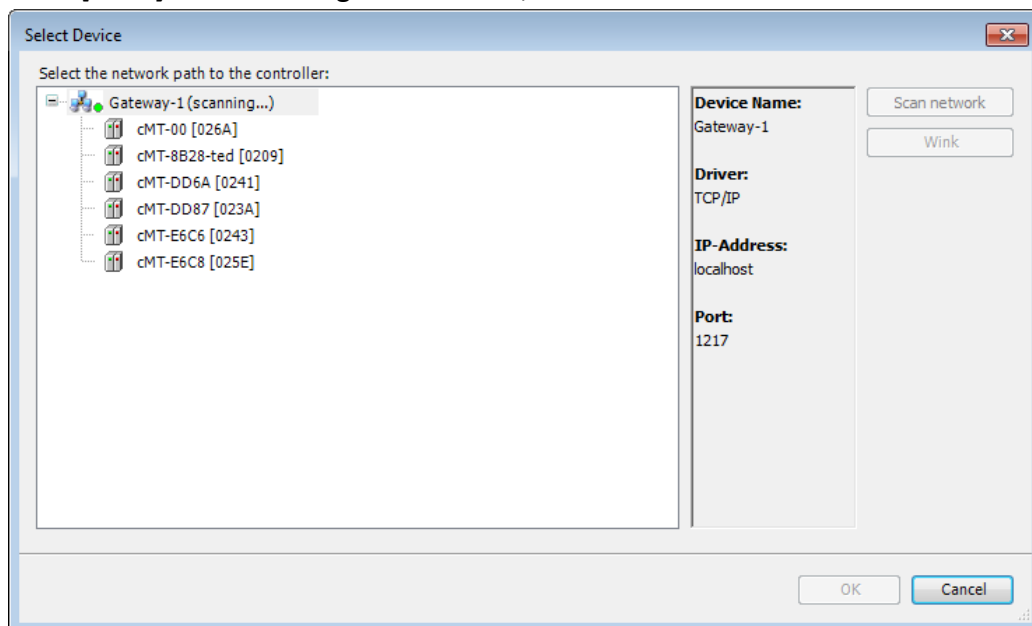 Select Device
Select the network path to the controller:
Gateway-1 (scanning...)
cMT-00 [026A]
cMT-8B28-ted [0209]
cMT-DD6A [0241]
cMT-DD87 [023A]
cMT-E6C6 [0243]
cMT-E6C8 [025E]
Device Name:
Gateway-1
Driver:
TCP/IP
IP-Address:
localhost
Port:
1217
Scan network
Wink
OK
Cancel